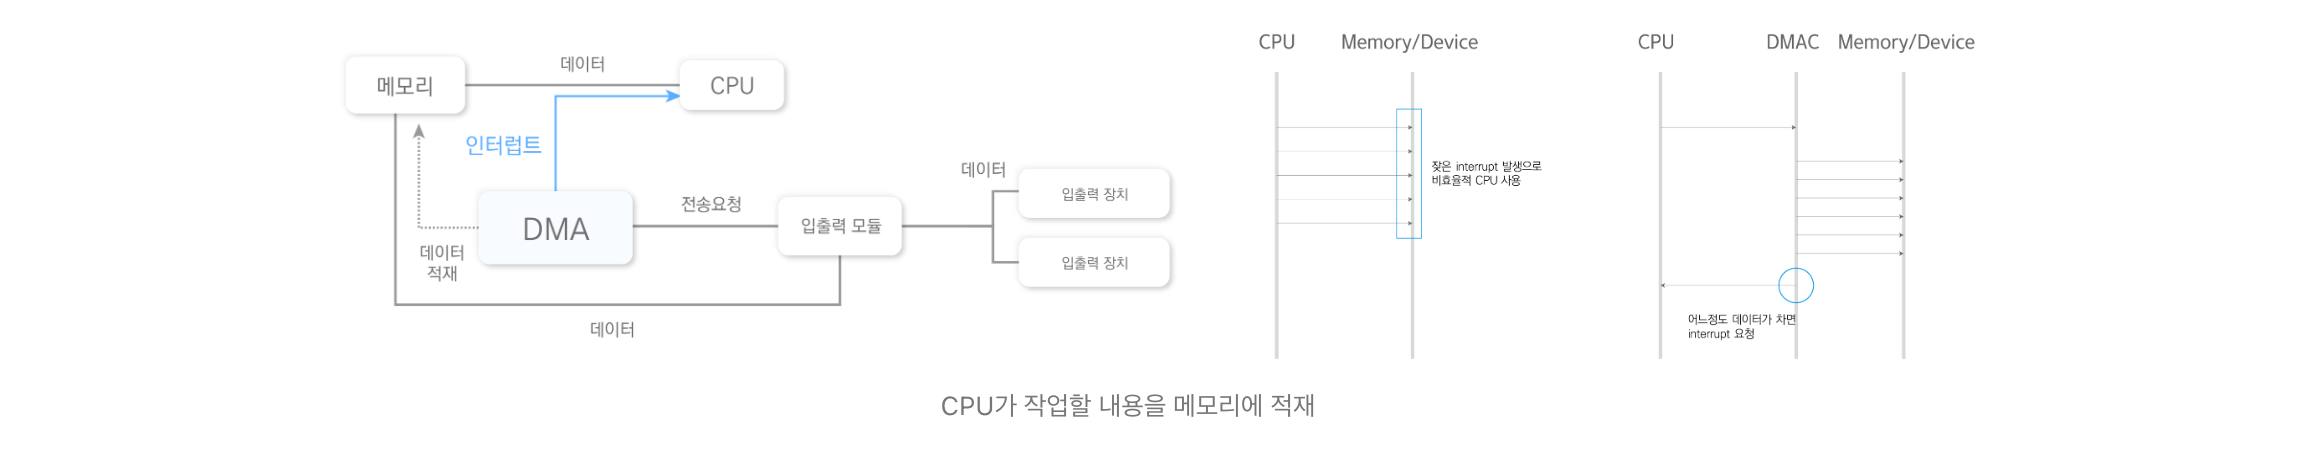 메모리
데이터
CPU
인터럽트
DMA
데이터
적재
전송요청
입출력 모듈
데이터
입출력 장치
입출력 장치
데이터
CPU
Memory/Device
잦은 interrupt 발생으로
비효율적 CPU 사용
CPU
DMAC
Memory/Device
어느정도 데이터가 차면
interrupt 요청
CPU가 작업할 내용을 메모리에 적재